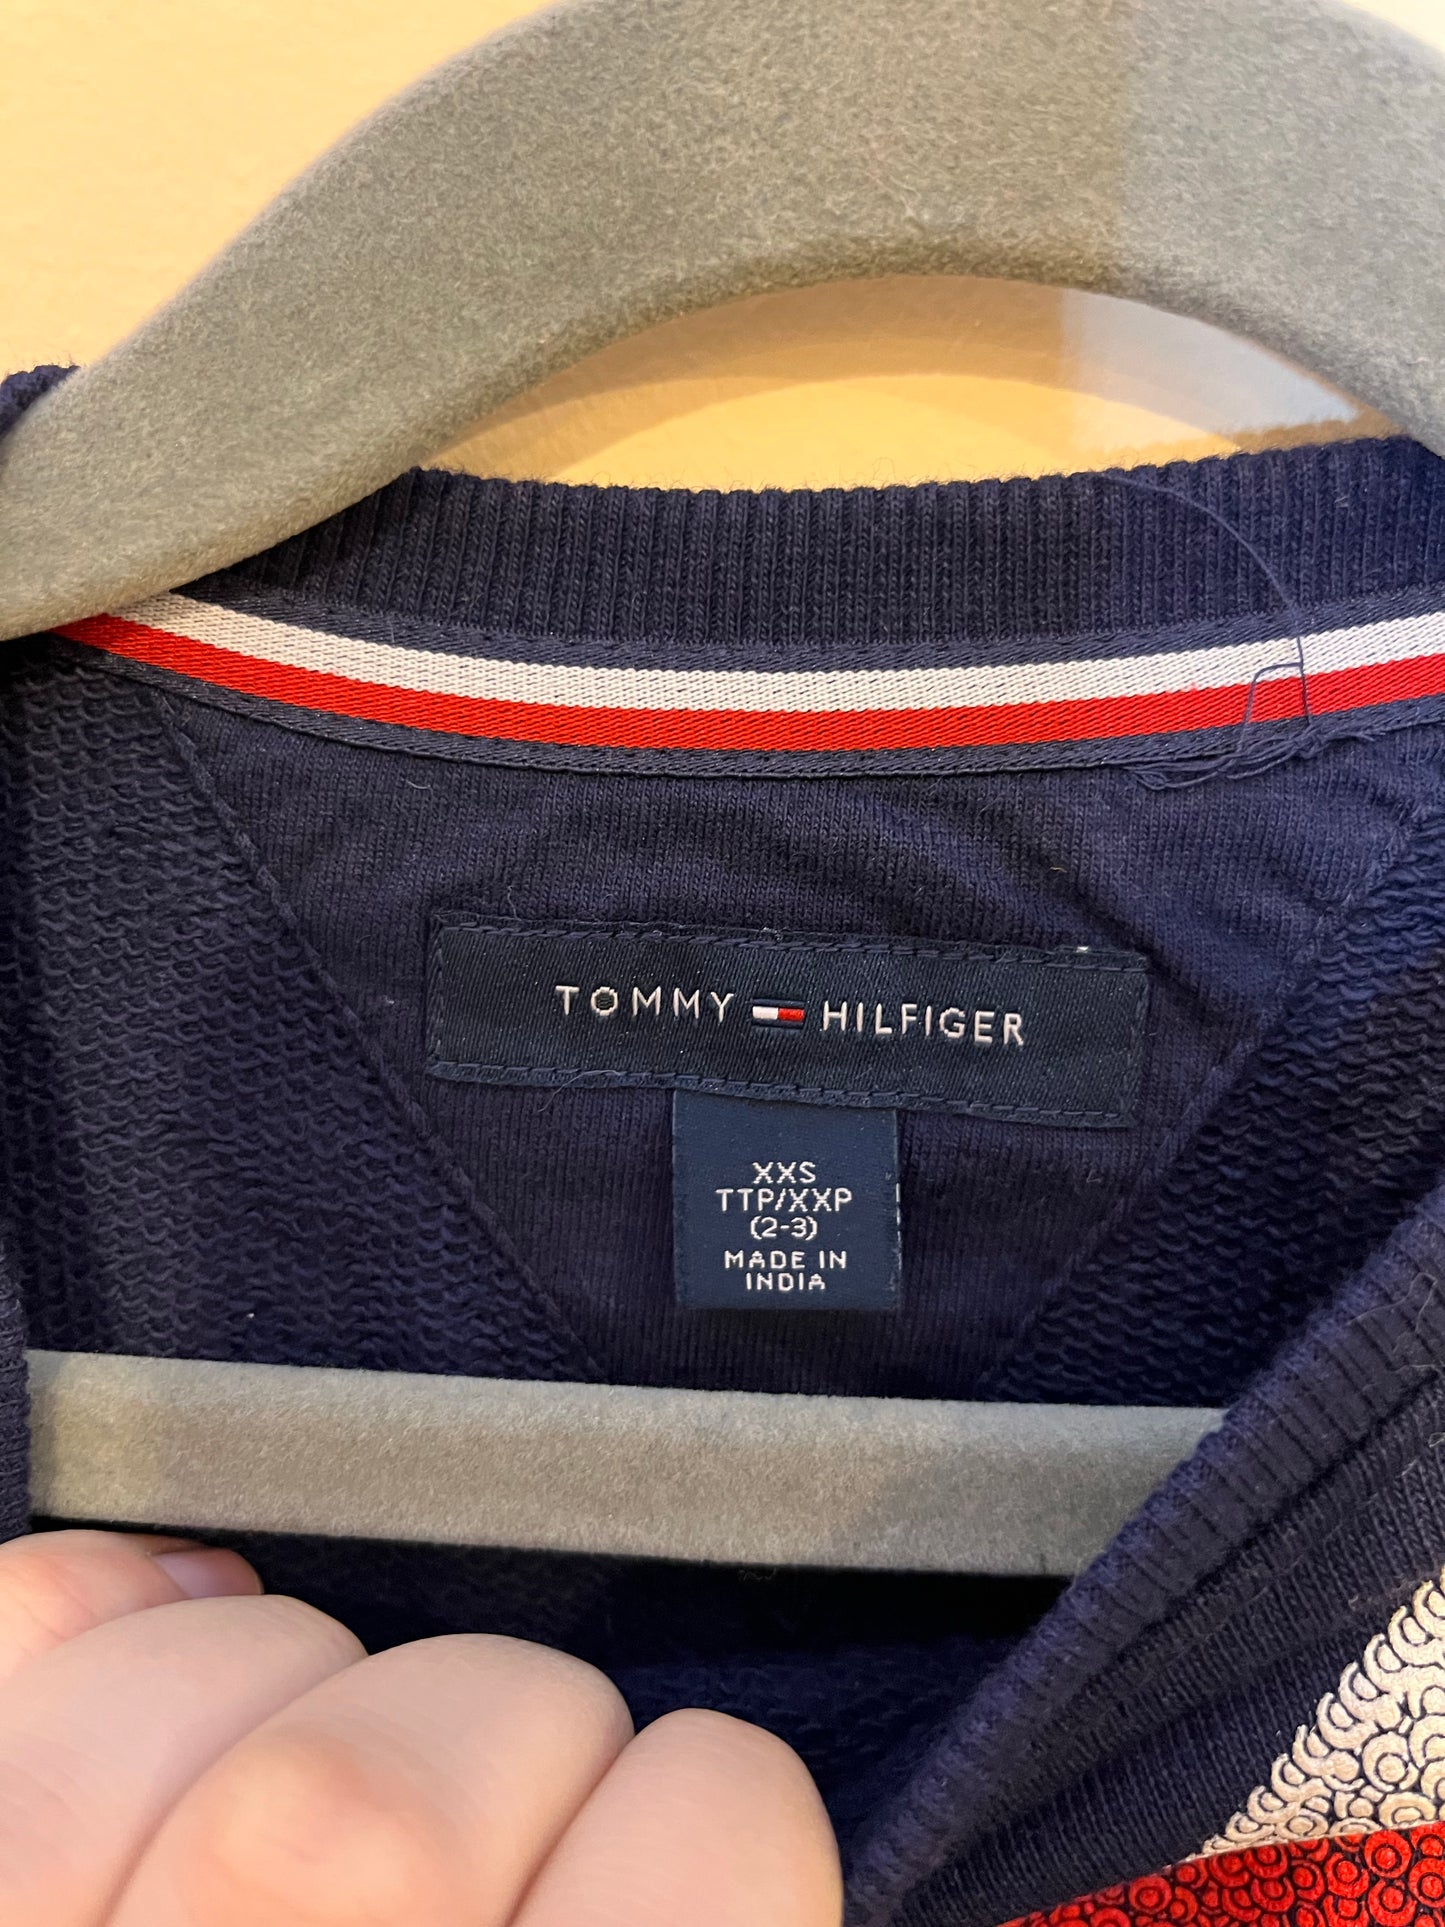 TOMMY HILFIGER
XXS
TTP/XXP
(2-3)
MADE IN
INDIA